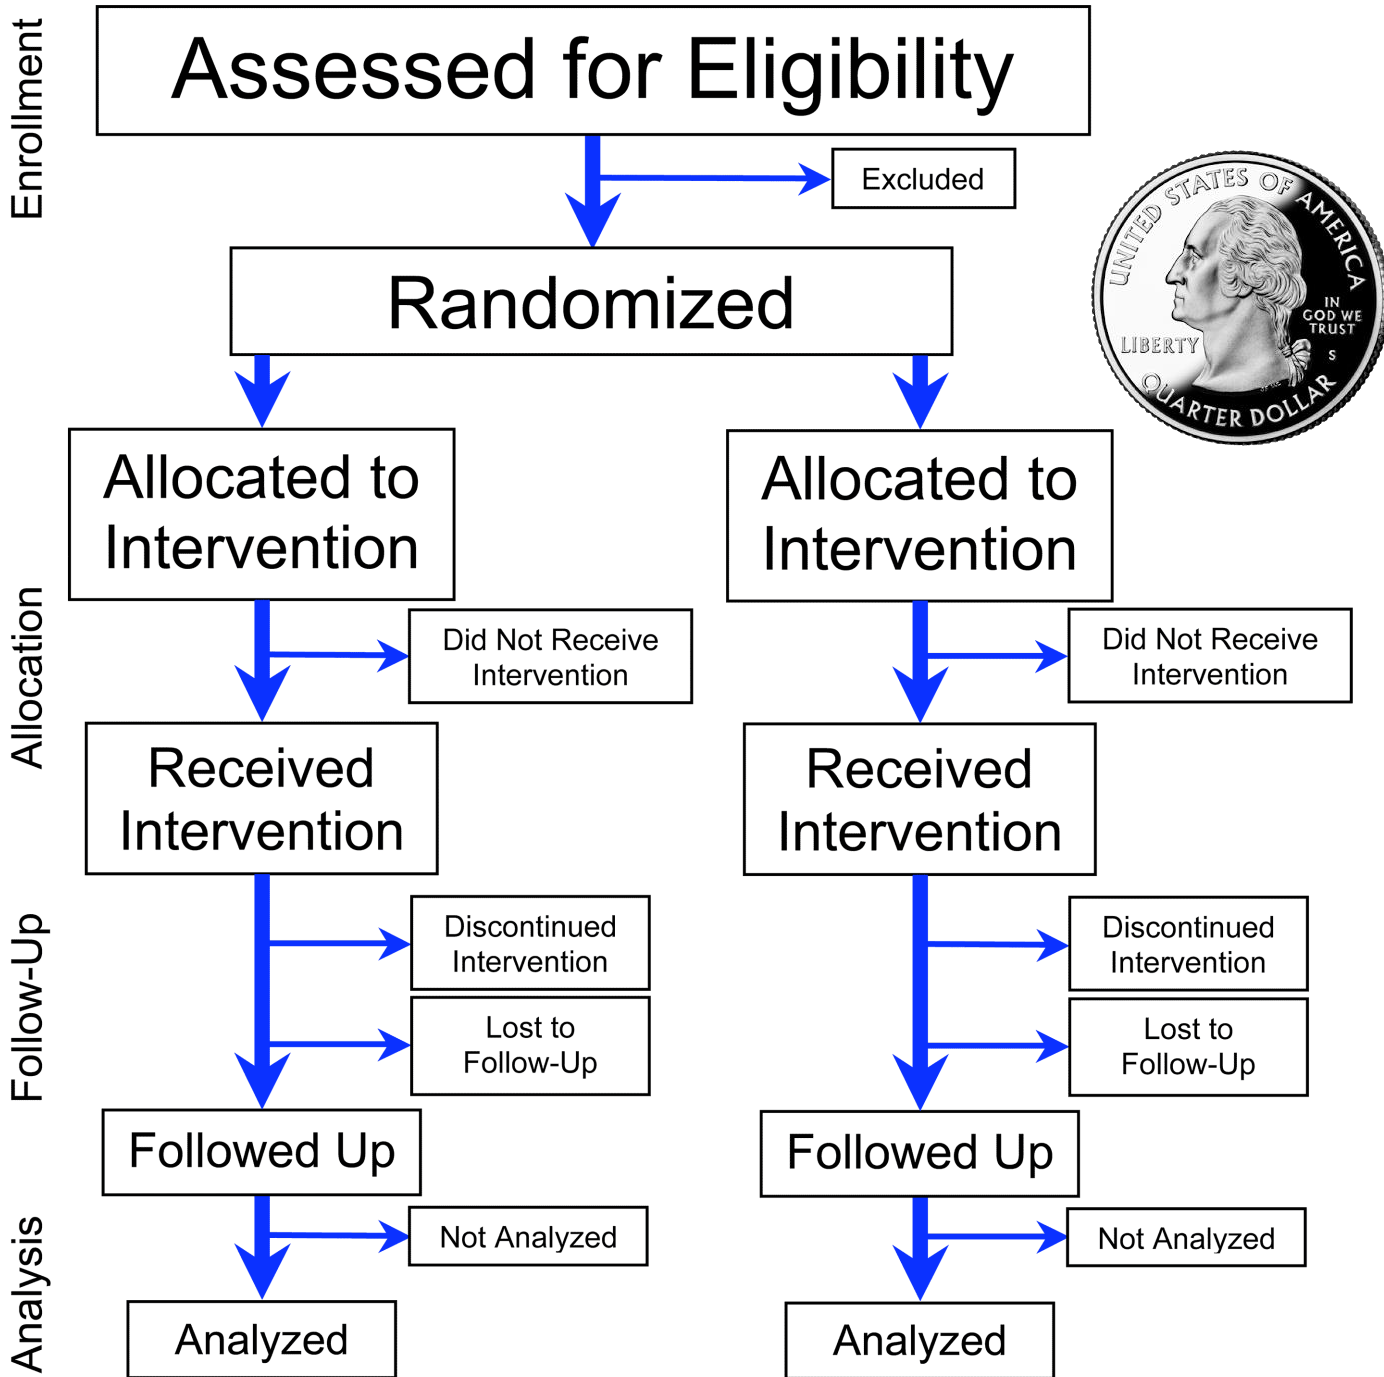 Enrollment
Assessed for Eligibility
Excluded
Randomized
UNITED STATES OF AMERICA
LIBERTY
IN
GOD WE
TRUST
S
QUARTER DOLLAR
Allocation
Allocated to
Intervention
Did Not Receive
Intervention
Received
Intervention
Allocated to
Intervention
Did Not Receive
Intervention
Received
Intervention
Follow-Up
Discontinued
Intervention
Lost to
Follow-Up
Followed Up
Discontinued
Intervention
Lost to
Follow-Up
Followed Up
Analysis
Not Analyzed
Analyzed
Not Analyzed
Analyzed